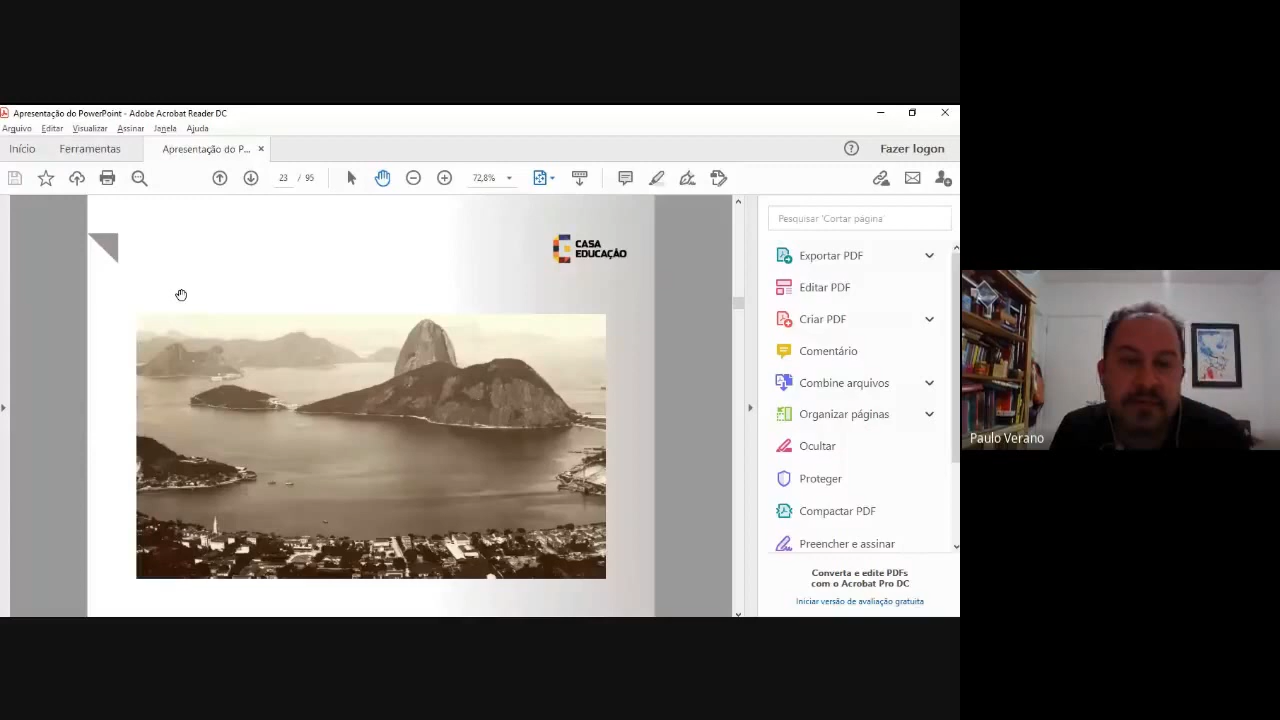 Apresentação do PowerPoint - Adobe Acrobat Reader DC
Arquivo Editar Visualizar Assinar Janela Ajuda
Início Ferramentas Apresentação do P... ×
Fazer logon
23 / 95 72,8%
CASA
EDUCAÇÃO
Pesquisar 'Cortar página'
Exportar PDF
Editar PDF
Criar PDF
Comentário
Combine arquivos
Organizar páginas
Ocultar
Proteger
Compactar PDF
Preencher e assinar
Converta e edite PDFs
com o Acrobat Pro DC
Iniciar versão de avaliação gratuita
Paulo Verano